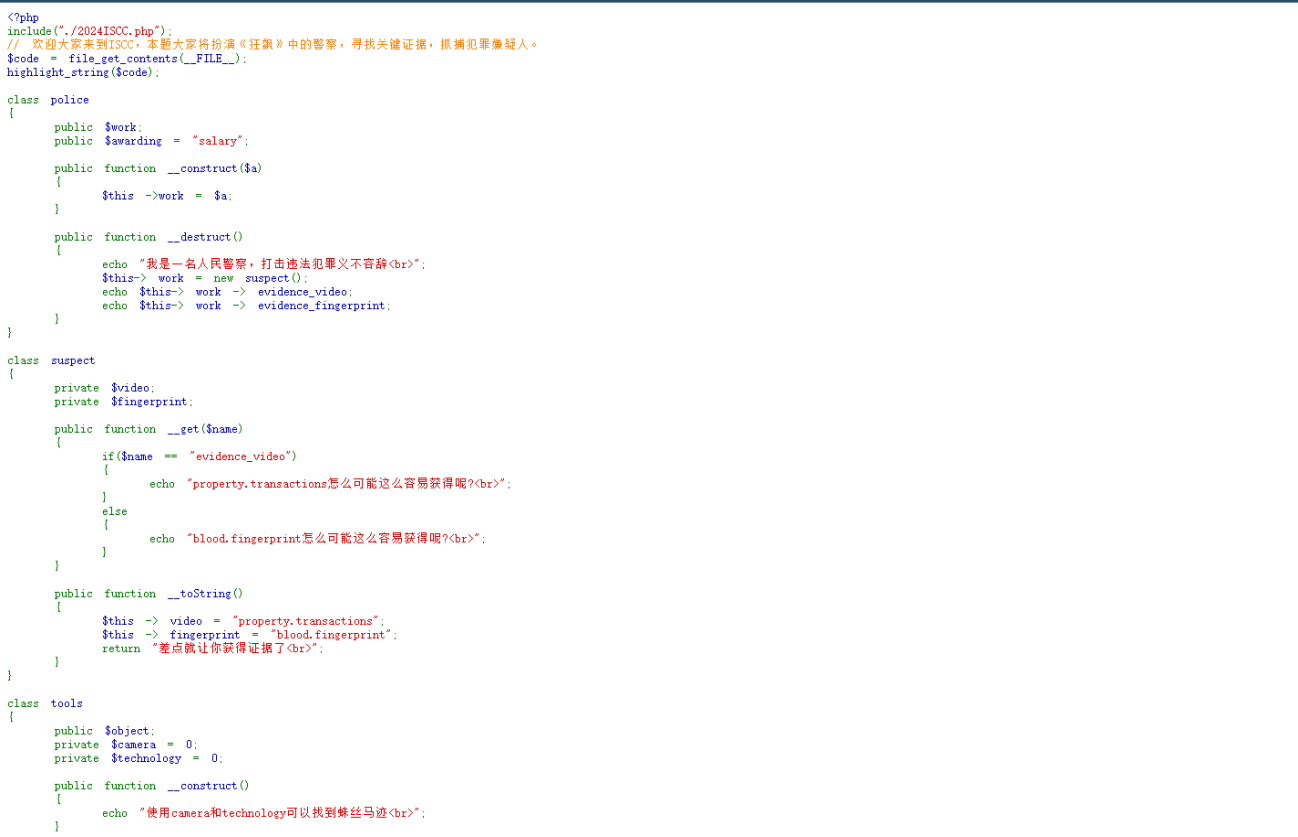 <?php
include("./2024ISCC.php");
//  欢迎大家来到ISCC，本题大家将扮演《狂飙》中的警察，寻找关键证据，抓捕犯罪嫌疑人。
$code = file_get_contents(__FILE__);
highlight_string($code);
class police
{
public $work;
public $awarding = "salary";
public function __construct($a)
{
$this ->work = $a;
}
public function __destruct()
{
echo "我是一名人民警察，打击违法犯罪义不容辞<br>";
$this-> work = new suspect();
echo $this-> work -> evidence_video;
echo $this-> work -> evidence_fingerprint;
}
}
class suspect
{
private $video;
private $fingerprint;
public function __get($name)
{
if($name == "evidence_video")
{
echo "property.transactions怎么可能这么容易获得呢?<br>";
}
else
{
echo "blood.fingerprint怎么可能这么容易获得呢?<br>";
}
}
public function __toString()
{
$this -> video = "property.transactions";
$this -> fingerprint = "blood.fingerprint";
return "差点就让你获得证据了<br>";
}
}
class tools
{
public $object;
private $camera = 0;
private $technology = 0;
public function __construct()
{
echo "使用camera和technology可以找到蛛丝马迹<br>";
}